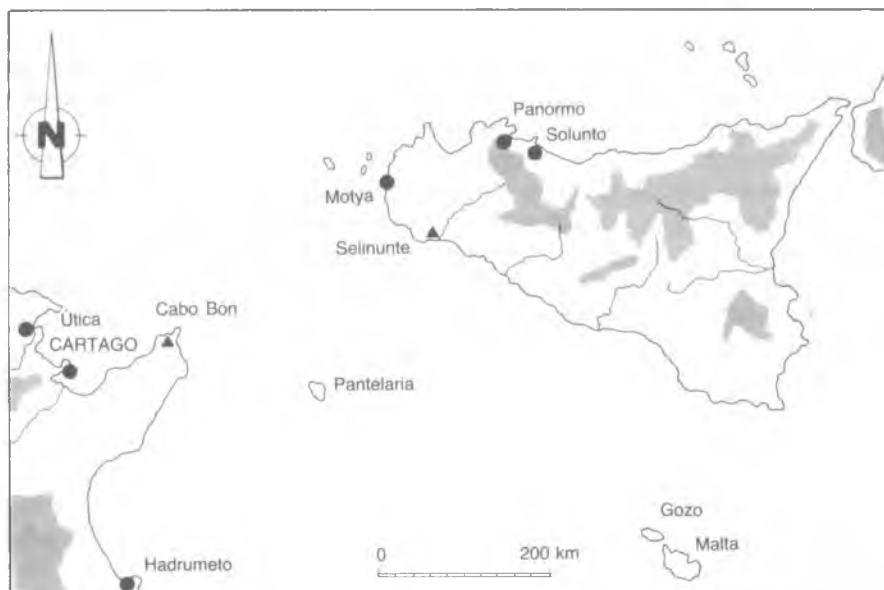 N
Panormo
Solunto
Motya
Selinunte
Cabo Bon
Útica
CARTAGO
Pantelaria
Gozo
Malta
0 200 km
Hadrumeto